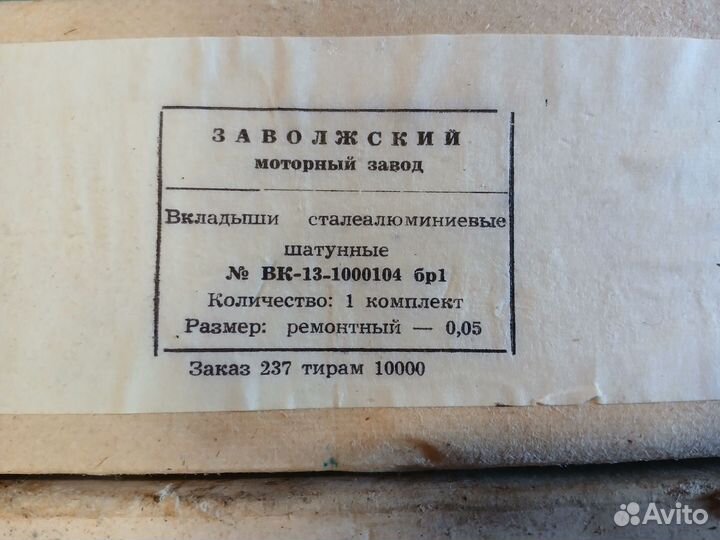 ЗАВОЛЖСКИЙ
МОТОРНЫЙ ЗАВОД
Вкладыши сталеалюминиевые
шатунные
№ ВК-13-1000104 бр1
Количество: 1 комплект
Размер: ремонтный — 0,05
Заказ 237 тирам 10000
Avito